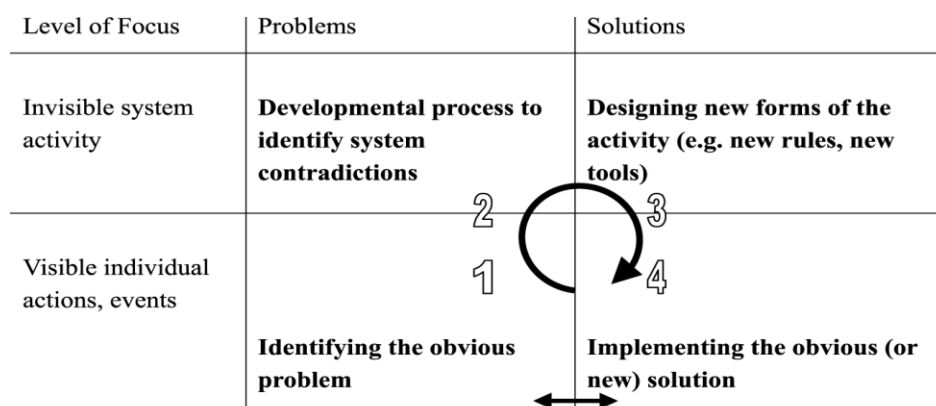 Level of Focus
Problems
Solutions
Invisible system
activity
Developmental process to
identify system
contradictions
Designing new forms of the
activity (e.g. new rules, new
tools)
2
3
Visible individual
actions, events
1
4
Identifying the obvious
problem
Implementing the obvious (or
new) solution